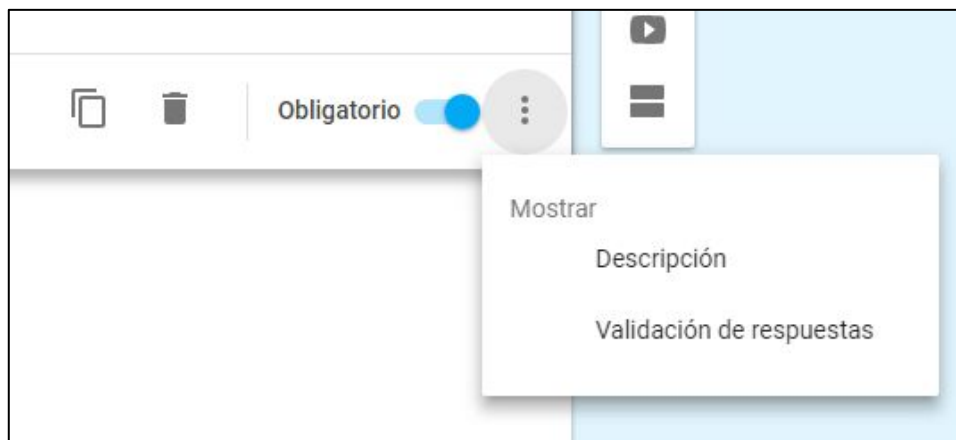 Obligatorio
Mostrar
Descripción
Validación de respuestas